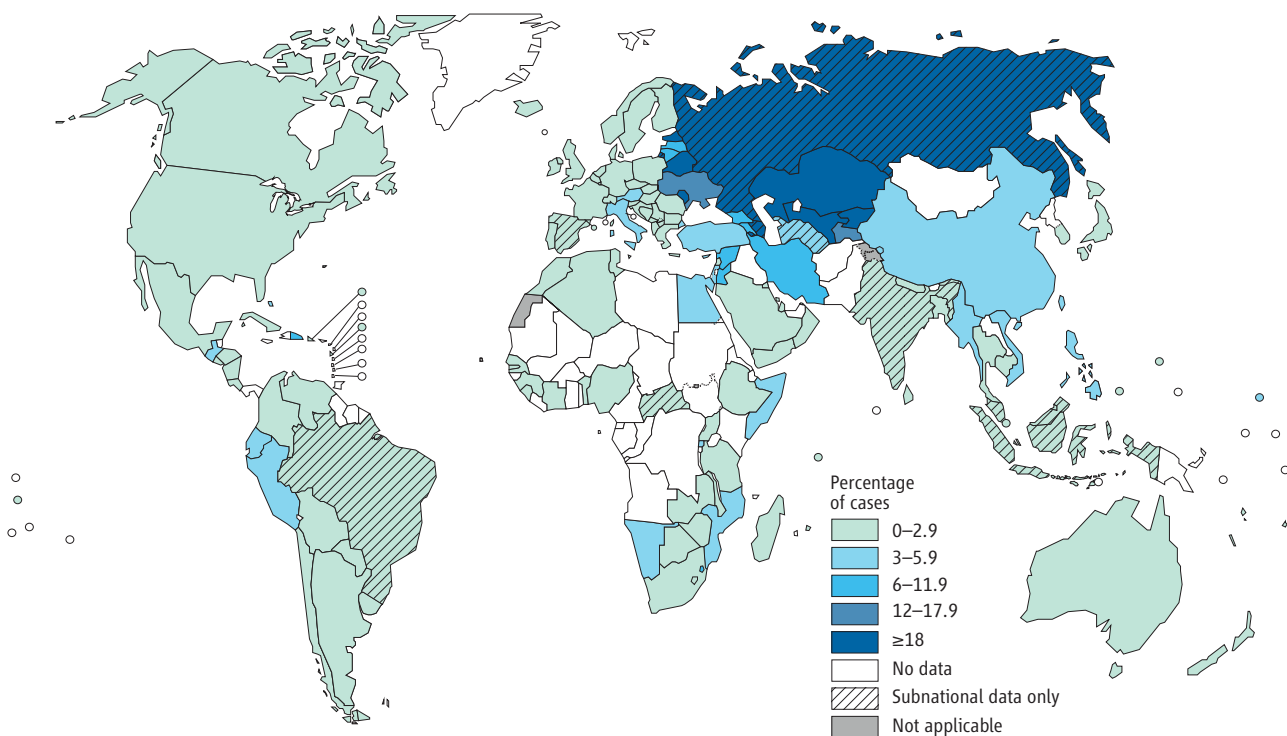 Percentage
of cases
0–2.9
3–5.9
6–11.9
12–17.9
≥18
No data
Subnational data only
Not applicable